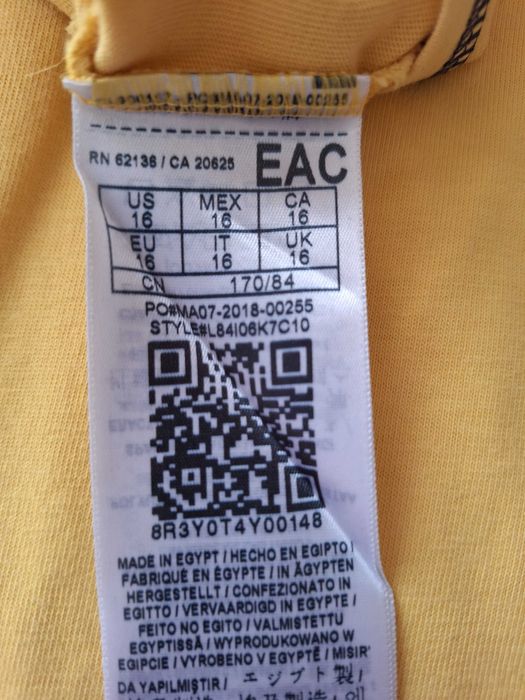 RN 62136 / CA 20625 EAC
US MEX CA
16 16 16
EU IT UK
16 16 16
CN 170/84
PO#MA07-2018-00255
STYLE#L84I06K7C10
8R3Y0T4Y00148
MADE IN EGYPT / HECHO EN EGIPTO /
FABRIQUÉ EN ÉGYPTE / IN ÄGYPTEN
HERGESTELLT / CONFEZIONATO IN
EGITTO / VERVAARDIGD IN EGYPTE /
FEITO NO EGITO / VALMISTETTU
EGYPTISSÄ / WYPRODUKOWANO W
EGIPCIE / VYROBENO V EGYPTĚ / MISIR'
DA YAPILMIŞTIR / エジプト製 /